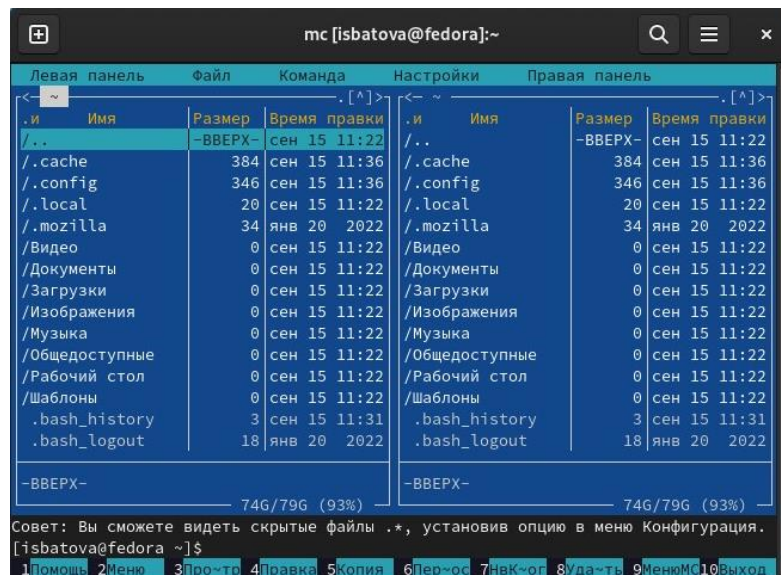 mc [isbatova@fedora]:~
Левая панель Файл Команда Настройки Правая панель
<— ~ .[^]> <— ~ .[^]>
.и Имя Размер Время правки .и Имя Размер Время правки
/.. -ВВЕРХ- сен 15 11:22 /.. -ВВЕРХ- сен 15 11:22
/.cache 384 сен 15 11:36 /.cache 384 сен 15 11:36
/.config 346 сен 15 11:36 /.config 346 сен 15 11:36
/.local 20 сен 15 11:22 /.local 20 сен 15 11:22
/.mozilla 34 янв 20 2022 /.mozilla 34 янв 20 2022
/Видео 0 сен 15 11:22 /Видео 0 сен 15 11:22
/Документы 0 сен 15 11:22 /Документы 0 сен 15 11:22
/Загрузки 0 сен 15 11:22 /Загрузки 0 сен 15 11:22
/Изображения 0 сен 15 11:22 /Изображения 0 сен 15 11:22
/Музыка 0 сен 15 11:22 /Музыка 0 сен 15 11:22
/Общедоступные 0 сен 15 11:22 /Общедоступные 0 сен 15 11:22
/Рабочий стол 0 сен 15 11:22 /Рабочий стол 0 сен 15 11:22
/Шаблоны 0 сен 15 11:22 /Шаблоны 0 сен 15 11:22
.bash_history 3 сен 15 11:31 .bash_history 3 сен 15 11:31
.bash_logout 18 янв 20 2022 .bash_logout 18 янв 20 2022
-ВВЕРХ- -ВВЕРХ-
74G/79G (93%) 74G/79G (93%)
Совет: Вы сможете видеть скрытые файлы .*, установив опцию в меню Конфигурация.
[isbatova@fedora ~]$
1Помощь 2Меню 3Про~тр 4Правка 5Копия 6Пер~ос 7НвК~ог 8Уда~ть 9МенюMC 10Выход